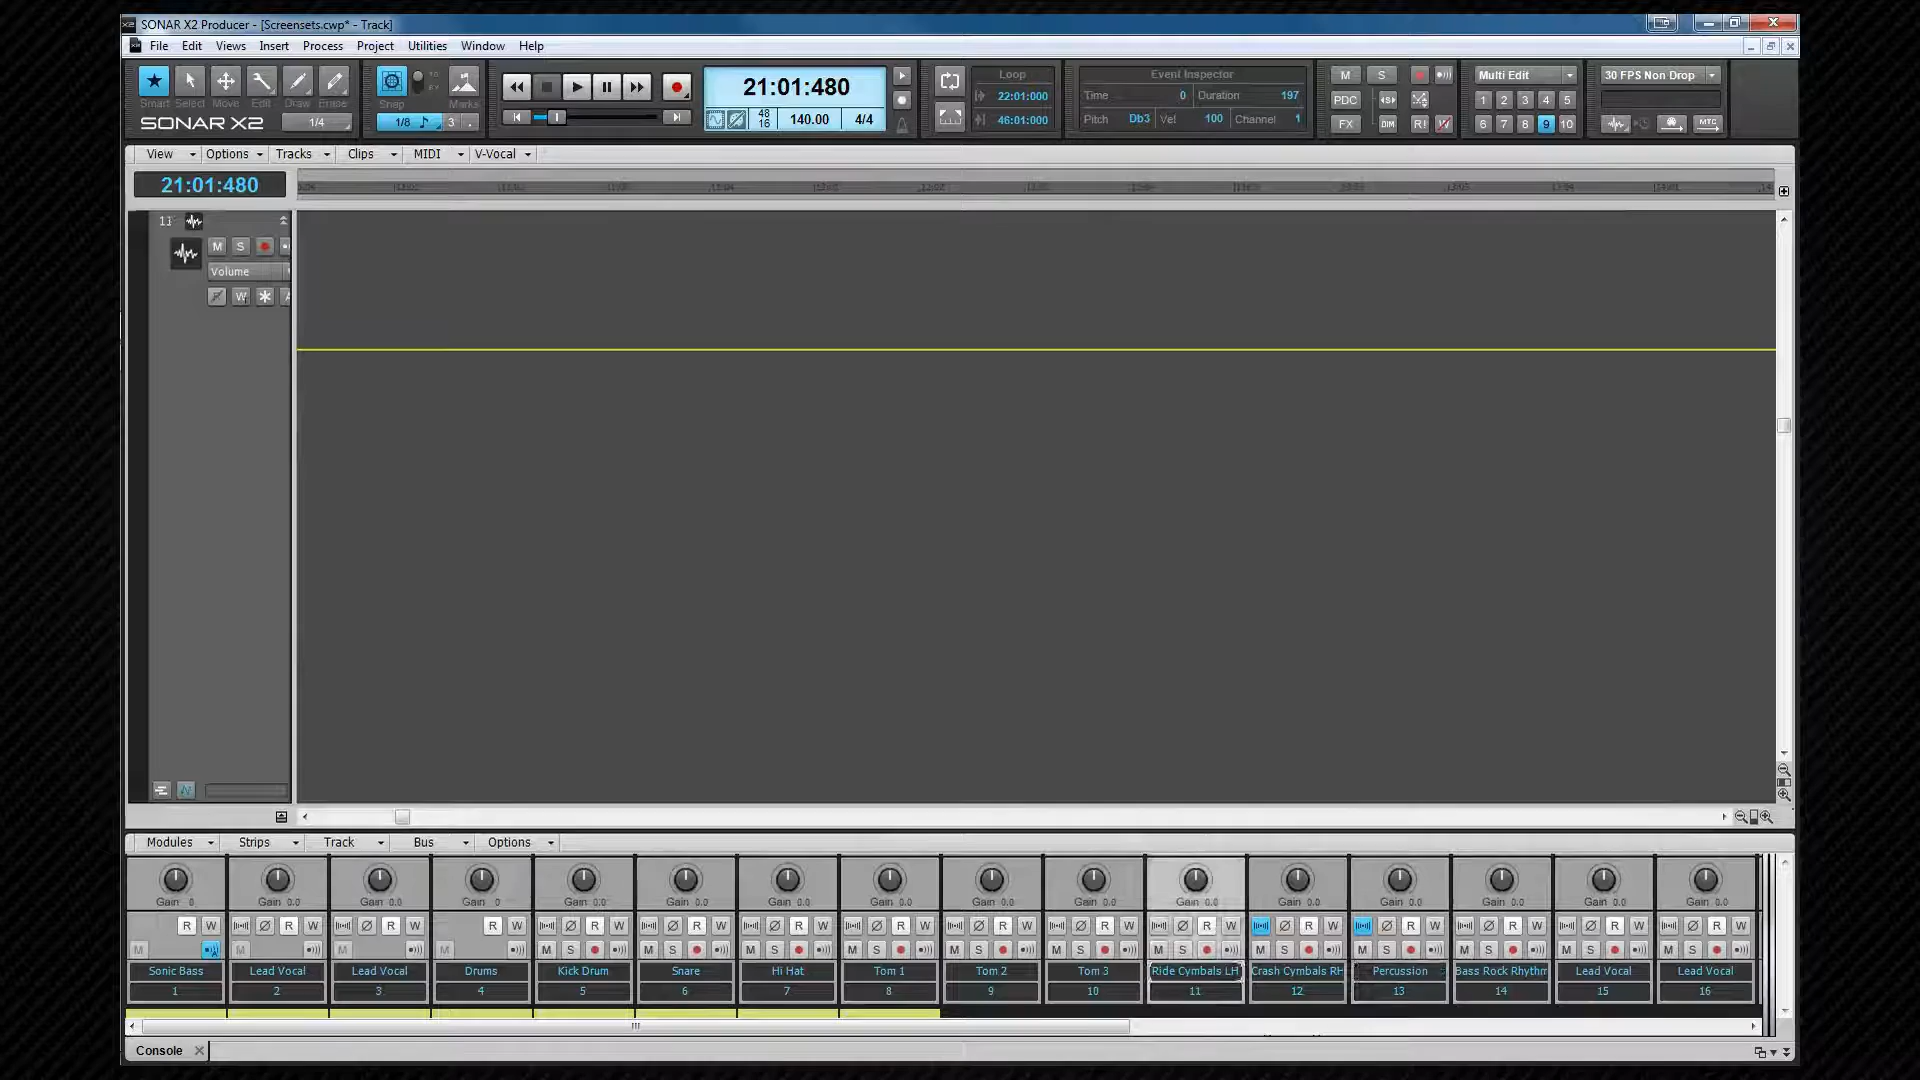 SONAR X2 Producer - [Screensets.cwp* - Track]
File Edit Views Insert Process Project Utilities Window Help
Smart Select Move Edit Draw Erase
SONAR X2
1/4
Snap Marks
1/8 3
21:01:480
48
16
140.00 4/4
Loop
22:01:000
46:01:000
Event Inspector
Time 0 Duration 197
Pitch Db3 Vel 100 Channel 1
M S
PDC
FX DIM R!
Multi Edit
1 2 3 4 5
6 7 8 9 10
30 FPS Non Drop
MTC
View Options Tracks Clips MIDI V-Vocal
21:01:480
11
M S
Volume
R W A
Modules Strips Track Bus Options
Gain 0 Gain 0.0 Gain 0.0 Gain 0 Gain 0.0 Gain 0.0 Gain 0.0 Gain 0.0 Gain 0.0 Gain 0.0 Gain 0.0 Gain 0.0 Gain 0.0 Gain 0.0 Gain 0.0 Gain 0.0
R W R W R W R W R W R W R W R W R W R W R W R W R W R W R W R W
M M M M M S M S M S M S M S M S M S M S M S M S M S M S
Sonic Bass Lead Vocal Lead Vocal Drums Kick Drum Snare Hi Hat Tom 1 Tom 2 Tom 3 Ride Cymbals LH Crash Cymbals RH Percussion Bass Rock Rhythm Lead Vocal Lead Vocal
1 2 3 4 5 6 7 8 9 10 11 12 13 14 15 16
Console